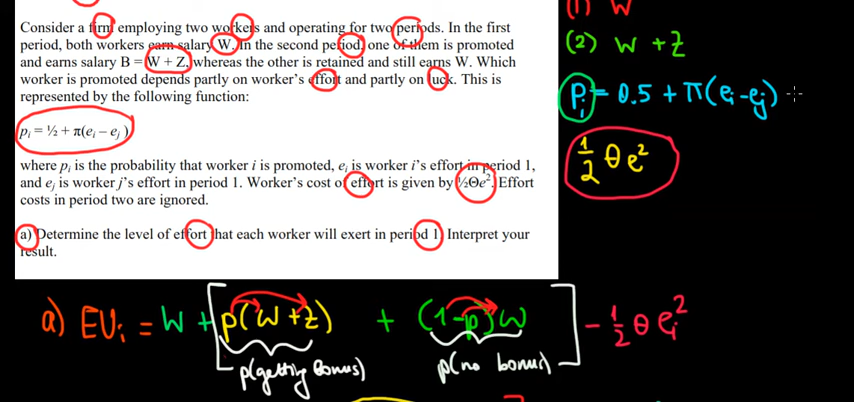 Consider a firm employing two workers and operating for two periods. In the first
period, both workers earn salary W. In the second period, one of them is promoted
and earns salary B = W + Z, whereas the other is retained and still earns W. Which
worker is promoted depends partly on worker's effort and partly on luck. This is
represented by the following function:
pᵢ = ½ + π(eᵢ – eⱼ)
where pᵢ is the probability that worker i is promoted, eᵢ is worker i's effort in period 1,
and eⱼ is worker j's effort in period 1. Worker's cost of effort is given by ½Θe². Effort
costs in period two are ignored.
a) Determine the level of effort that each worker will exert in period 1. Interpret your
result.
(1) W
(2) W + Z
Pᵢ = 0.5 + π(eᵢ - eⱼ)
½ θ e²
a) EUᵢ = W + [p(W+Z) + (1-p)W] - ½ θ eᵢ²
p(getting bonus) p(no bonus)